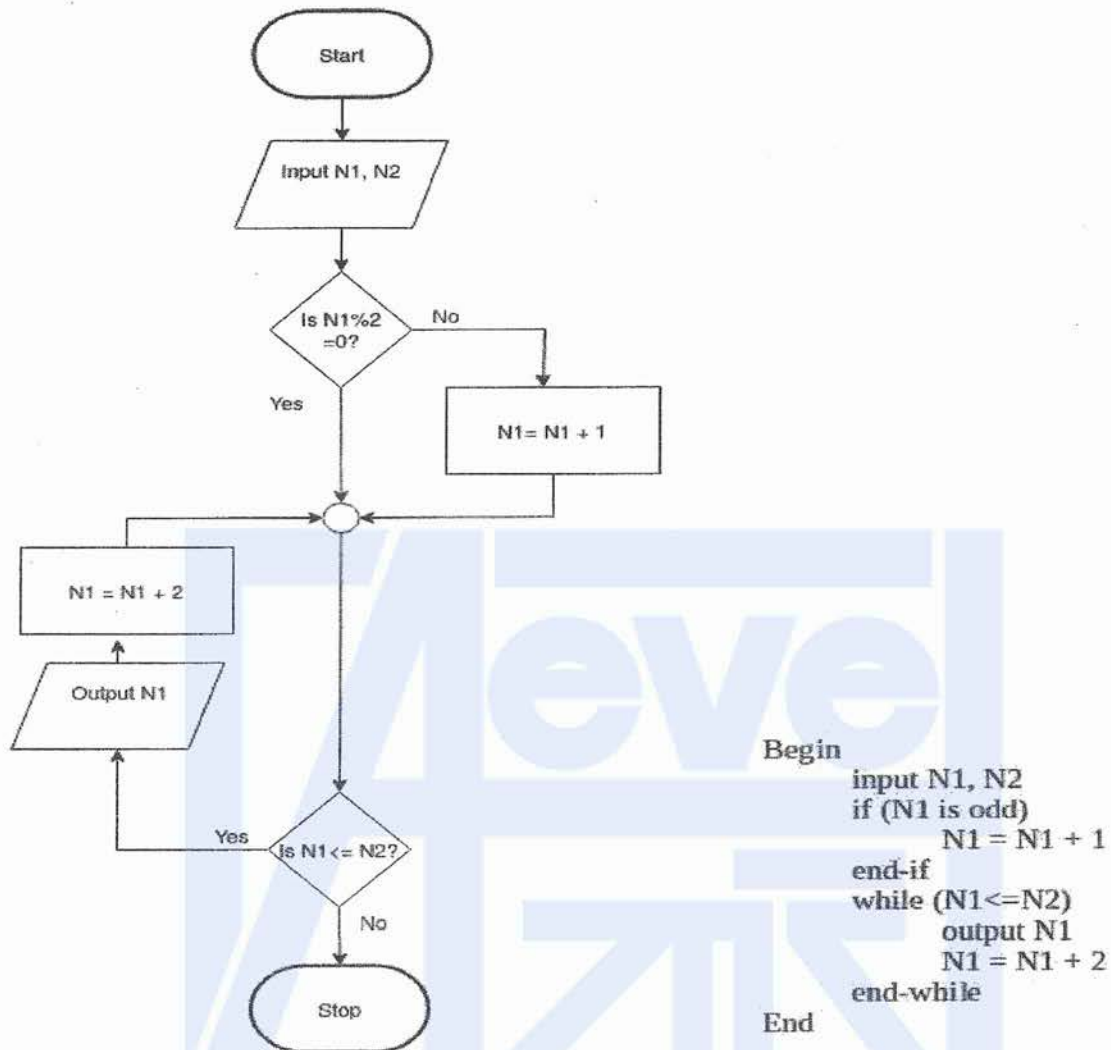 Start
Input N1, N2
Is N1%2
=0?
No
Yes
N1= N1 + 1
N1 = N1 + 2
Output N1
Yes
Is N1<= N2?
No
Stop
Begin
input N1, N2
if (N1 is odd)
N1 = N1 + 1
end-if
while (N1<=N2)
output N1
N1 = N1 + 2
end-while
End